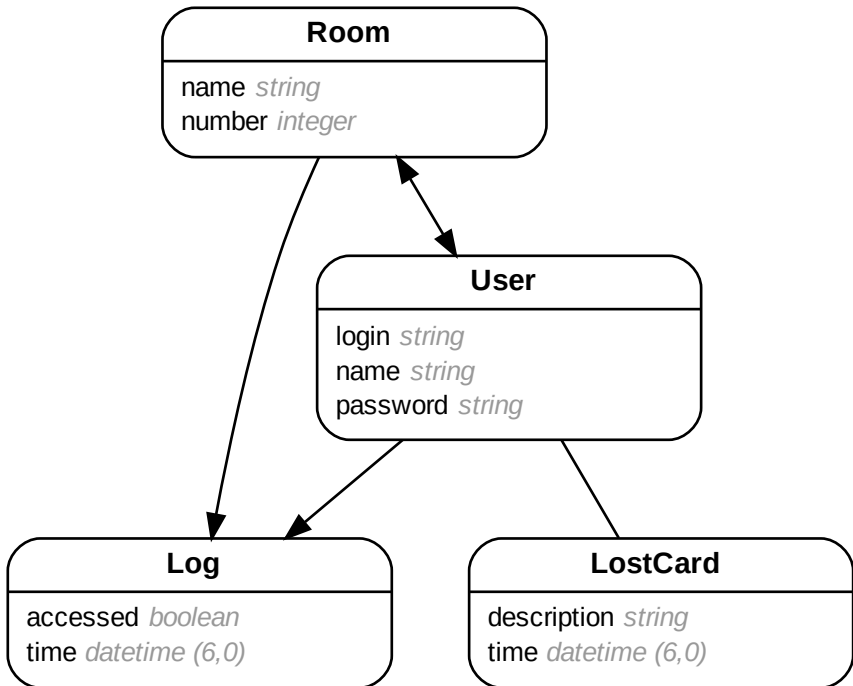 Room
name string
number integer
User
login string
name string
password string
Log
accessed boolean
time datetime (6,0)
LostCard
description string
time datetime (6,0)